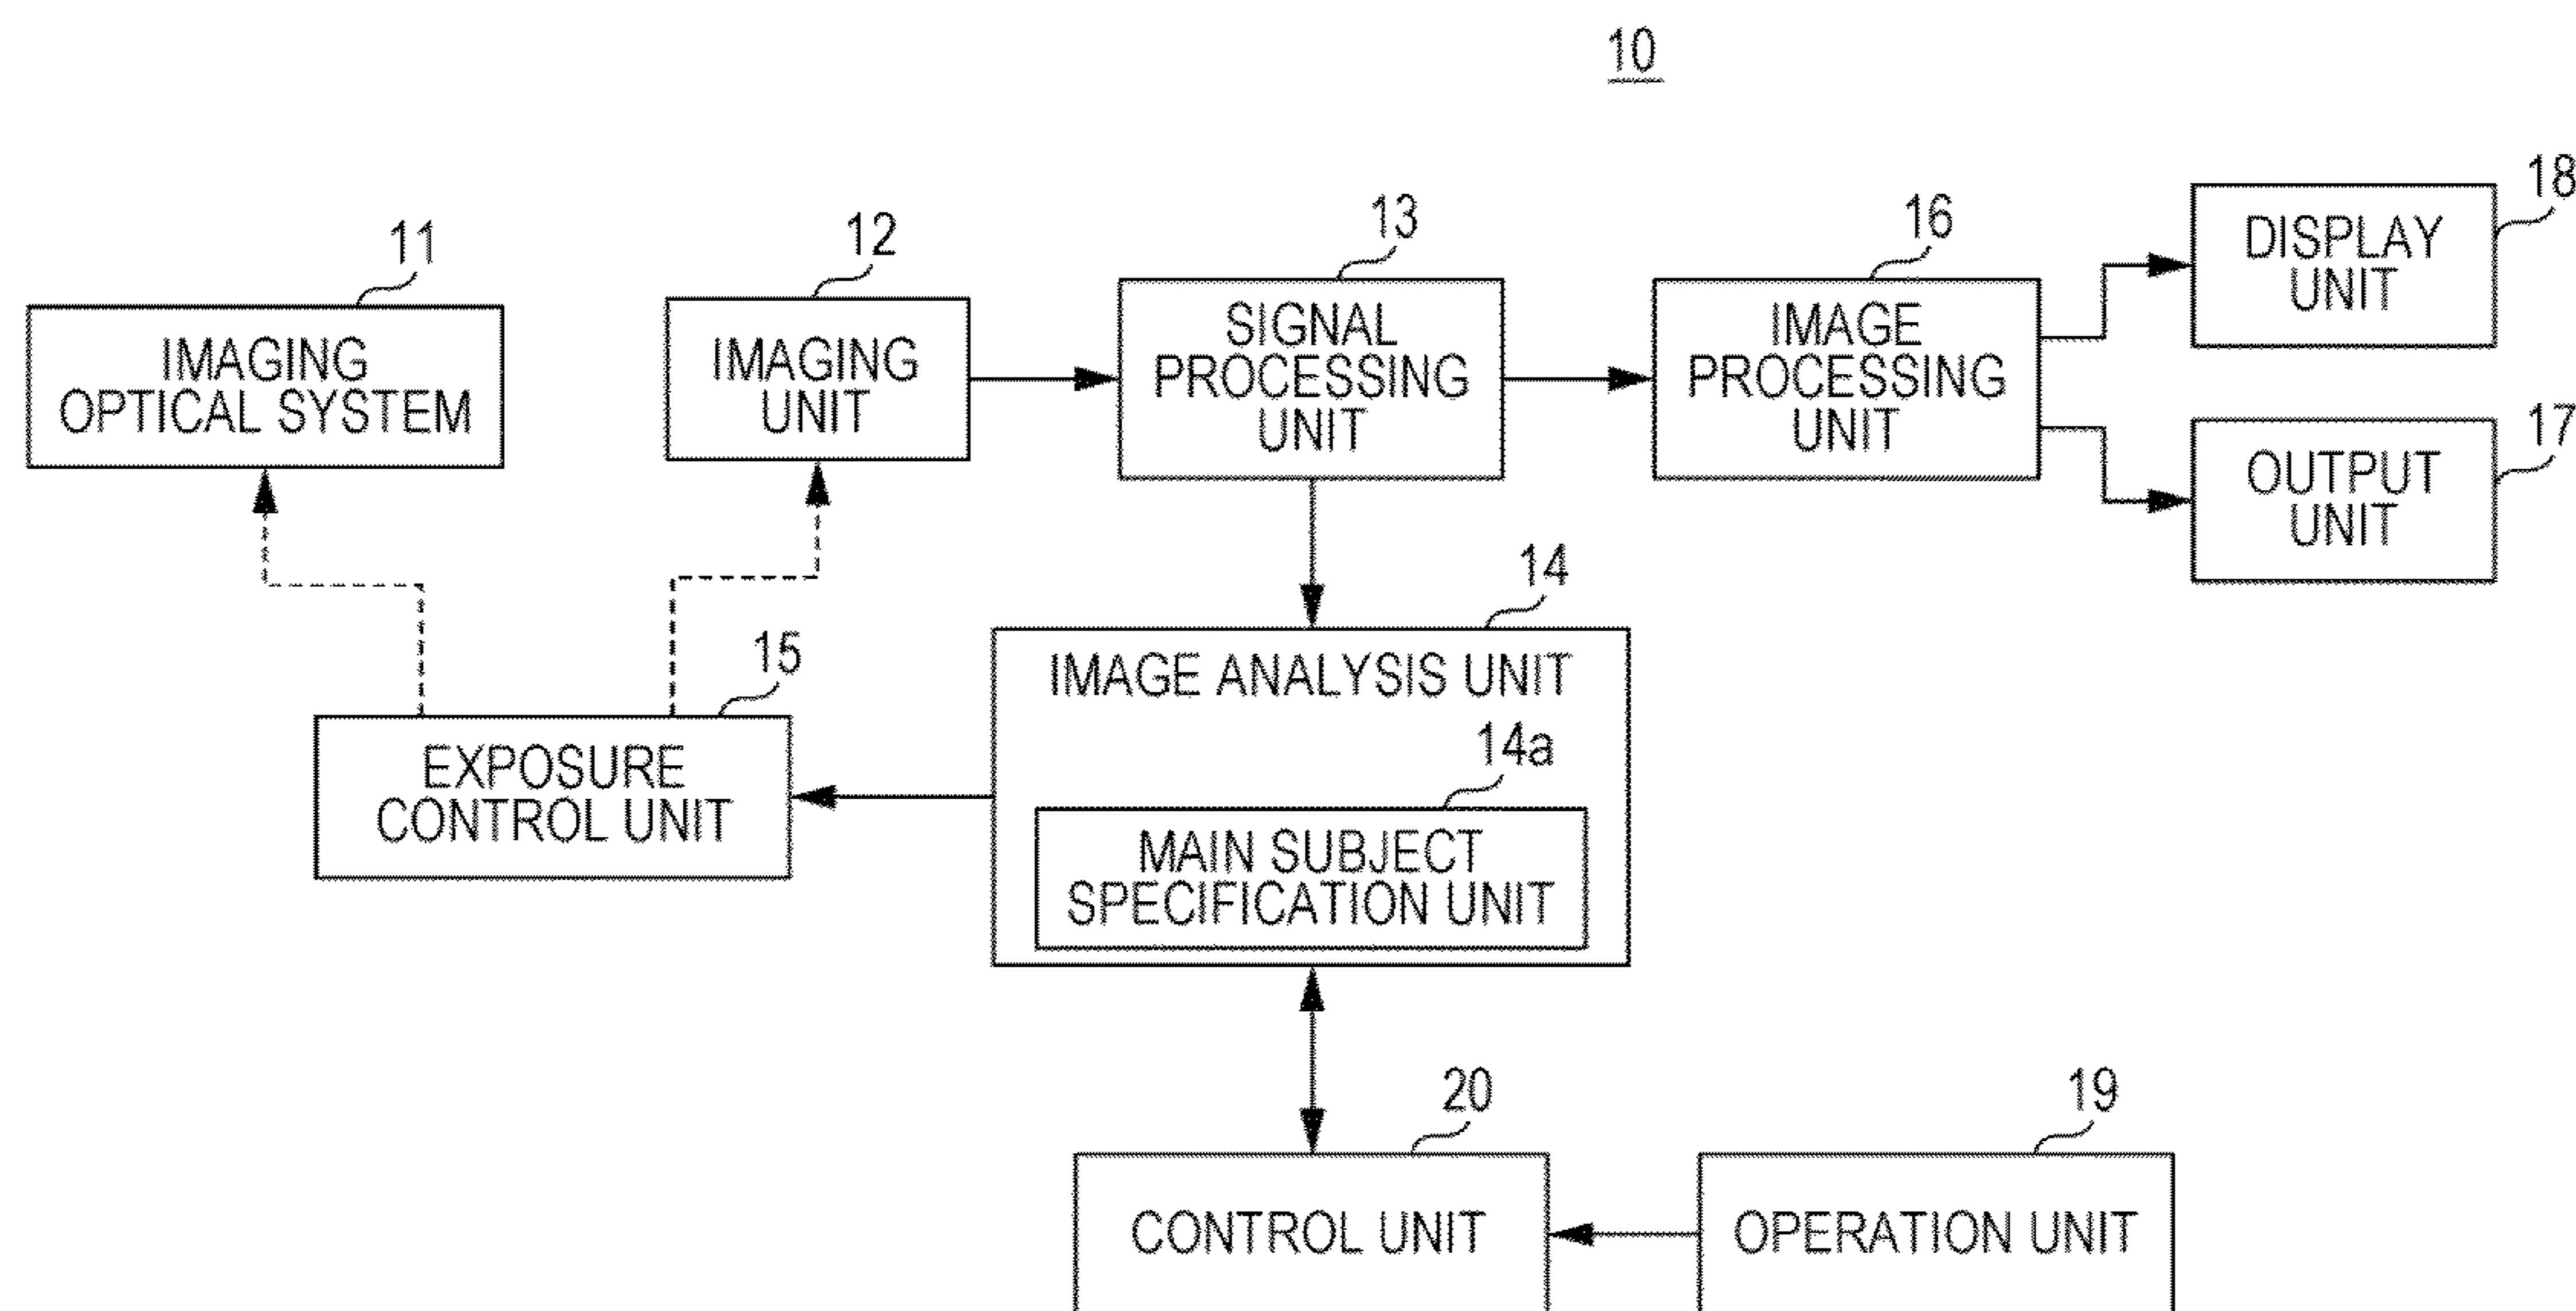 10
11
IMAGING
OPTICAL SYSTEM
12
IMAGING
UNIT
13
SIGNAL
PROCESSING
UNIT
16
IMAGE
PROCESSING
UNIT
18
DISPLAY
UNIT
17
OUTPUT
UNIT
15
EXPOSURE
CONTROL UNIT
14
IMAGE ANALYSIS UNIT
14a
MAIN SUBJECT
SPECIFICATION UNIT
20
CONTROL UNIT
19
OPERATION UNIT